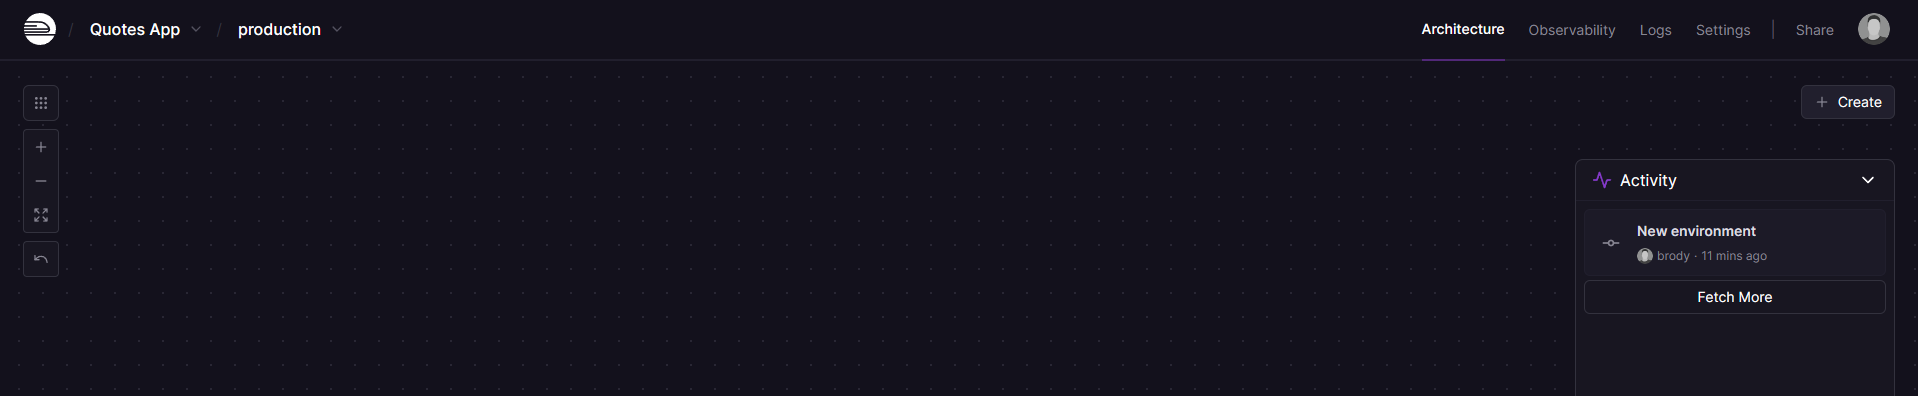 / Quotes App / production
Architecture Observability Logs Settings | Share
+ Create
Activity
New environment
brody · 11 mins ago
Fetch More